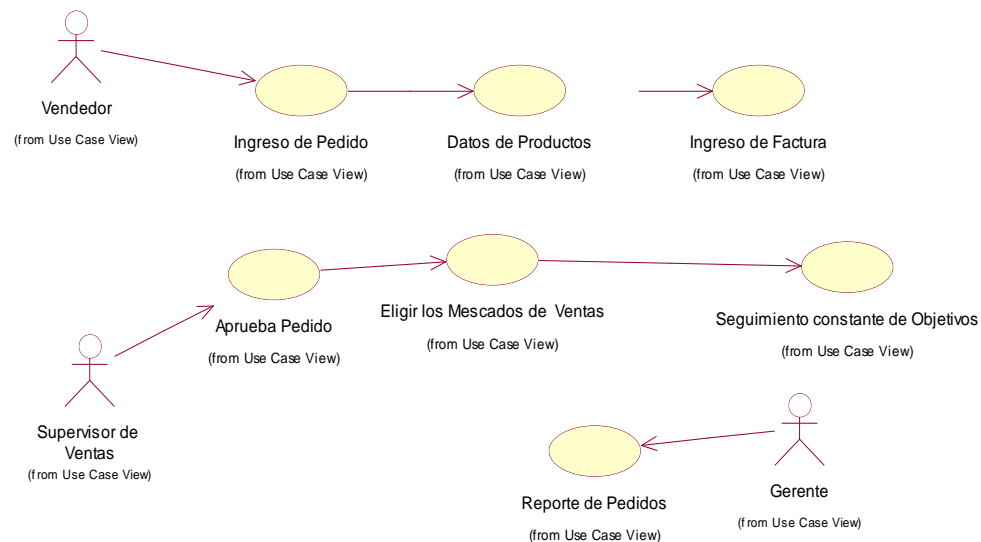 Vendedor
(from Use Case View)
Ingreso de Pedido
(from Use Case View)
Datos de Productos
(from Use Case View)
Ingreso de Factura
(from Use Case View)
Aprueba Pedido
(from Use Case View)
Eligir los Mescados de Ventas
(from Use Case View)
Seguimiento constante de Objetivos
(from Use Case View)
Supervisor de
Ventas
(from Use Case View)
Reporte de Pedidos
(from Use Case View)
Gerente
(from Use Case View)